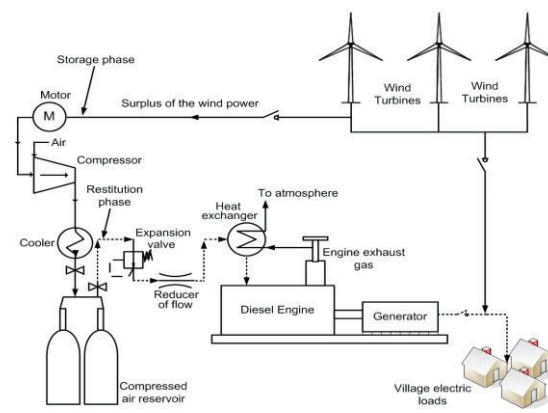 Storage phase
Motor
M
Surplus of the wind power
Wind
Turbines
Wind
Turbines
Air
Compressor
Restitution
phase
Heat
exchanger
To atmosphere
Cooler
Expansion
valve
Engine exhaust
gas
Reducer
of flow
Diesel Engine
Generator
Compressed
air reservoir
Village electric
loads